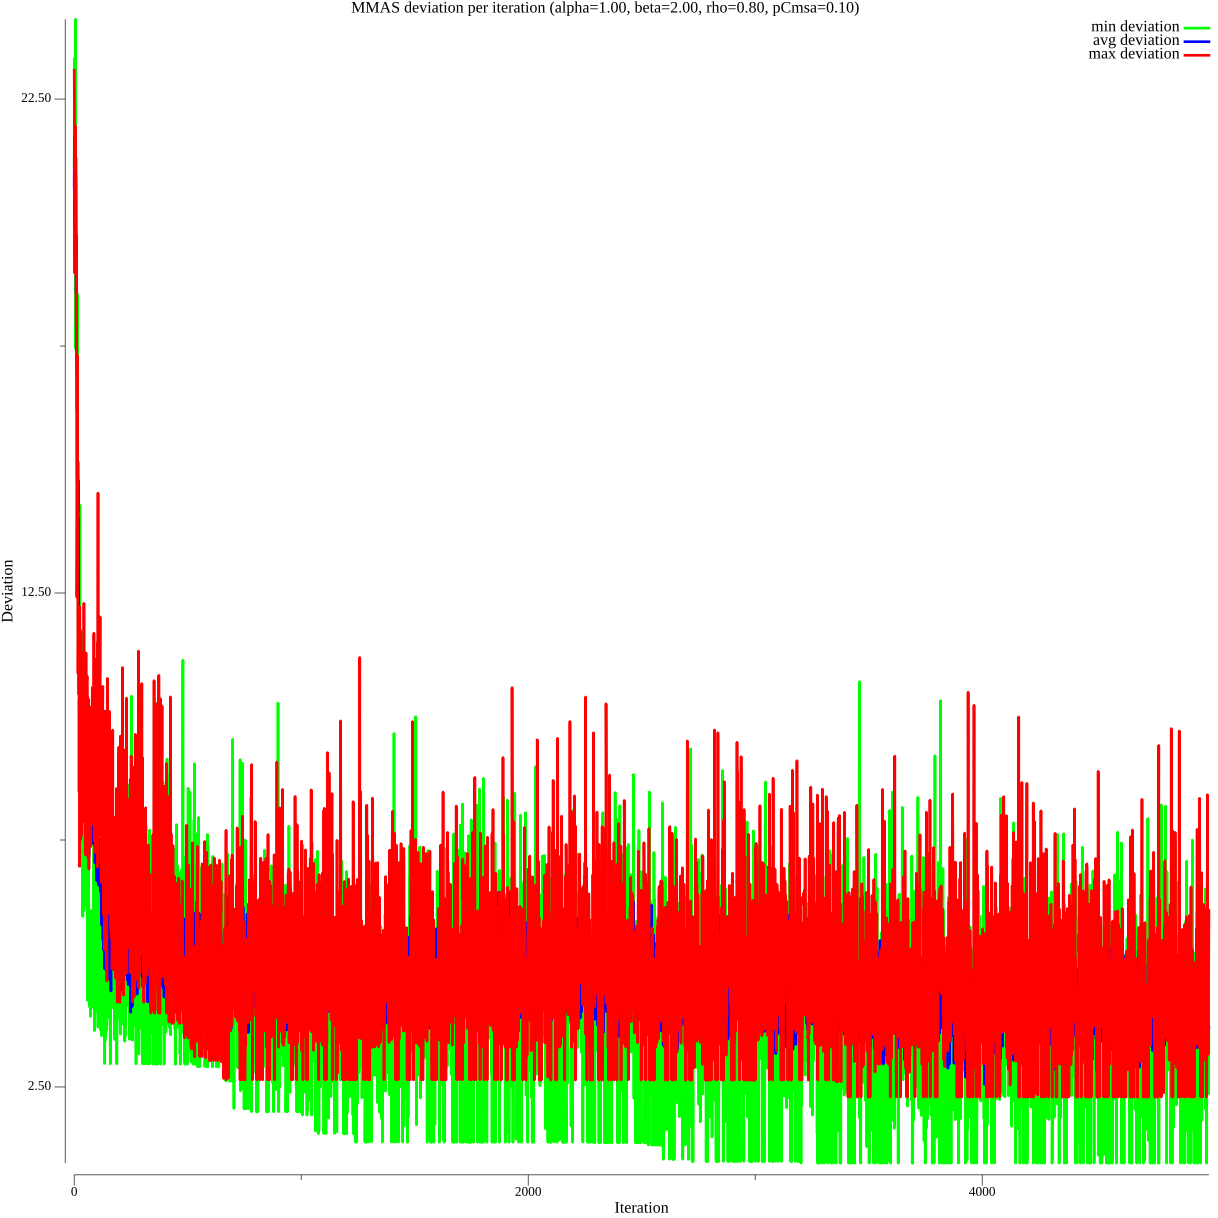 MMAS deviation per iteration (alpha=1.00, beta=2.00, rho=0.80, pCmsa=0.10)
min deviation
avg deviation
max deviation
22.50
12.50
2.50
Deviation
0
2000
4000
Iteration